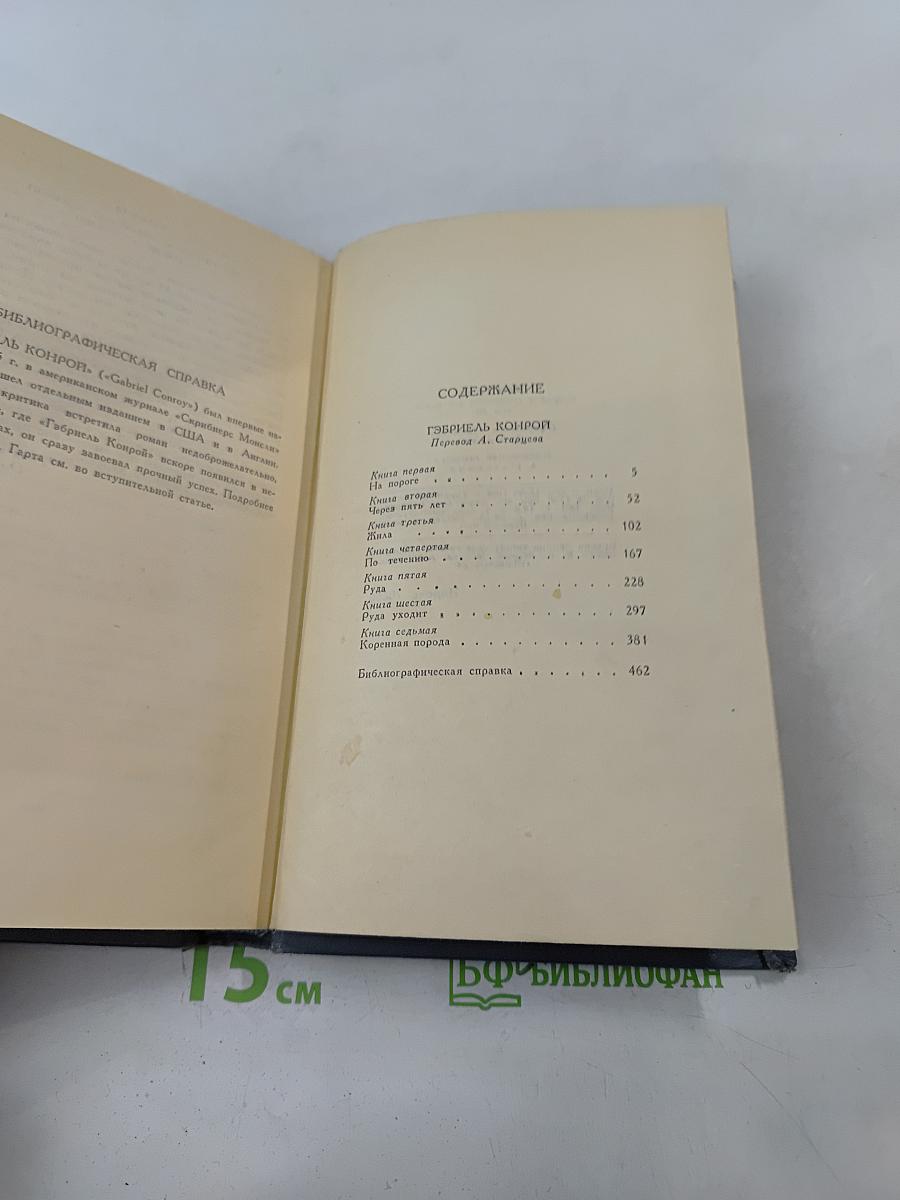 БИБЛИОГРАФИЧЕСКАЯ СПРАВКА
КОНРОЙ» («Gabriel Conroy») был впервые на-
г. в американском журнале «Скрибнерс Монсли»
отдельным изданием в США и в Англии.
критика встретила роман недоброжелательно,
где «Гэбриель Конрой» вскоре появился в не-
он сразу завоевал прочный успех. Подробнее
Гарта см. во вступительной статье.
СОДЕРЖАНИЕ
ГЭБРИЕЛЬ КОНРОЙ
Перевод А. Старцева
Книга первая
На пороге . . . . . . . . . . . . . 5
Книга вторая
Через пять лет . . . . . . . . . . . 52
Книга третья
Жила . . . . . . . . . . . . . 102
Книга четвертая
По течению . . . . . . . . . . . . 167
Книга пятая
Руда . . . . . . . . . . . . . . 228
Книга шестая
Руда уходит . . . . . . . . . . . . 297
Книга седьмая
Коренная порода . . . . . . . . . . . 381
Библиографическая справка . . . . . . . 462
15 см
БФ БИБЛИОФАН